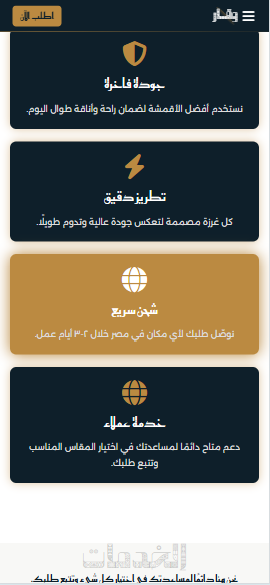 وقار
اطلب الآن
جودة فاخرة
نستخدم أفضل الأقمشة لضمان راحة وأناقة طوال اليوم.
تطريز دقيق
كل غرزة مصممة لتعكس جودة عالية وتدوم طويلًا.
شحن سريع
نوصّل طلبك لأي مكان في مصر خلال ٢-٣ أيام عمل.
خدمة عملاء
دعم متاح دائمًا لمساعدتك في اختيار المقاس المناسب
وتتبع طلبك.
الخدمات
نحن هنا دائمًا لمساعدتك في اختيار كل شيء وتتبع طلبك.